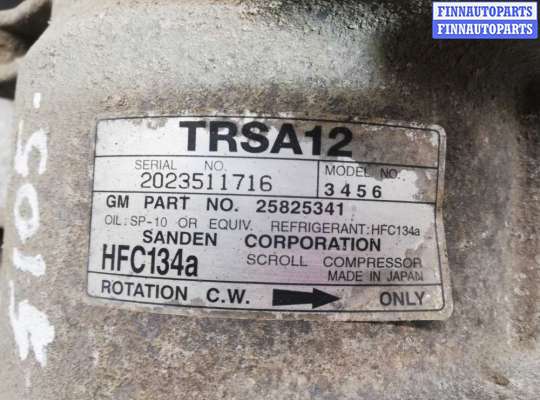 FINNAUTOPARTS
FINNAUTOPARTS
TRSA12
SERIAL NO. MODEL NO.
2023511716 3456
GM PART NO. 25825341
OIL:SP-10 OR EQUIV. REFRIGERANT:HFC134a
SANDEN CORPORATION
HFC134a SCROLL COMPRESSOR
MADE IN JAPAN
ROTATION C.W. ONLY